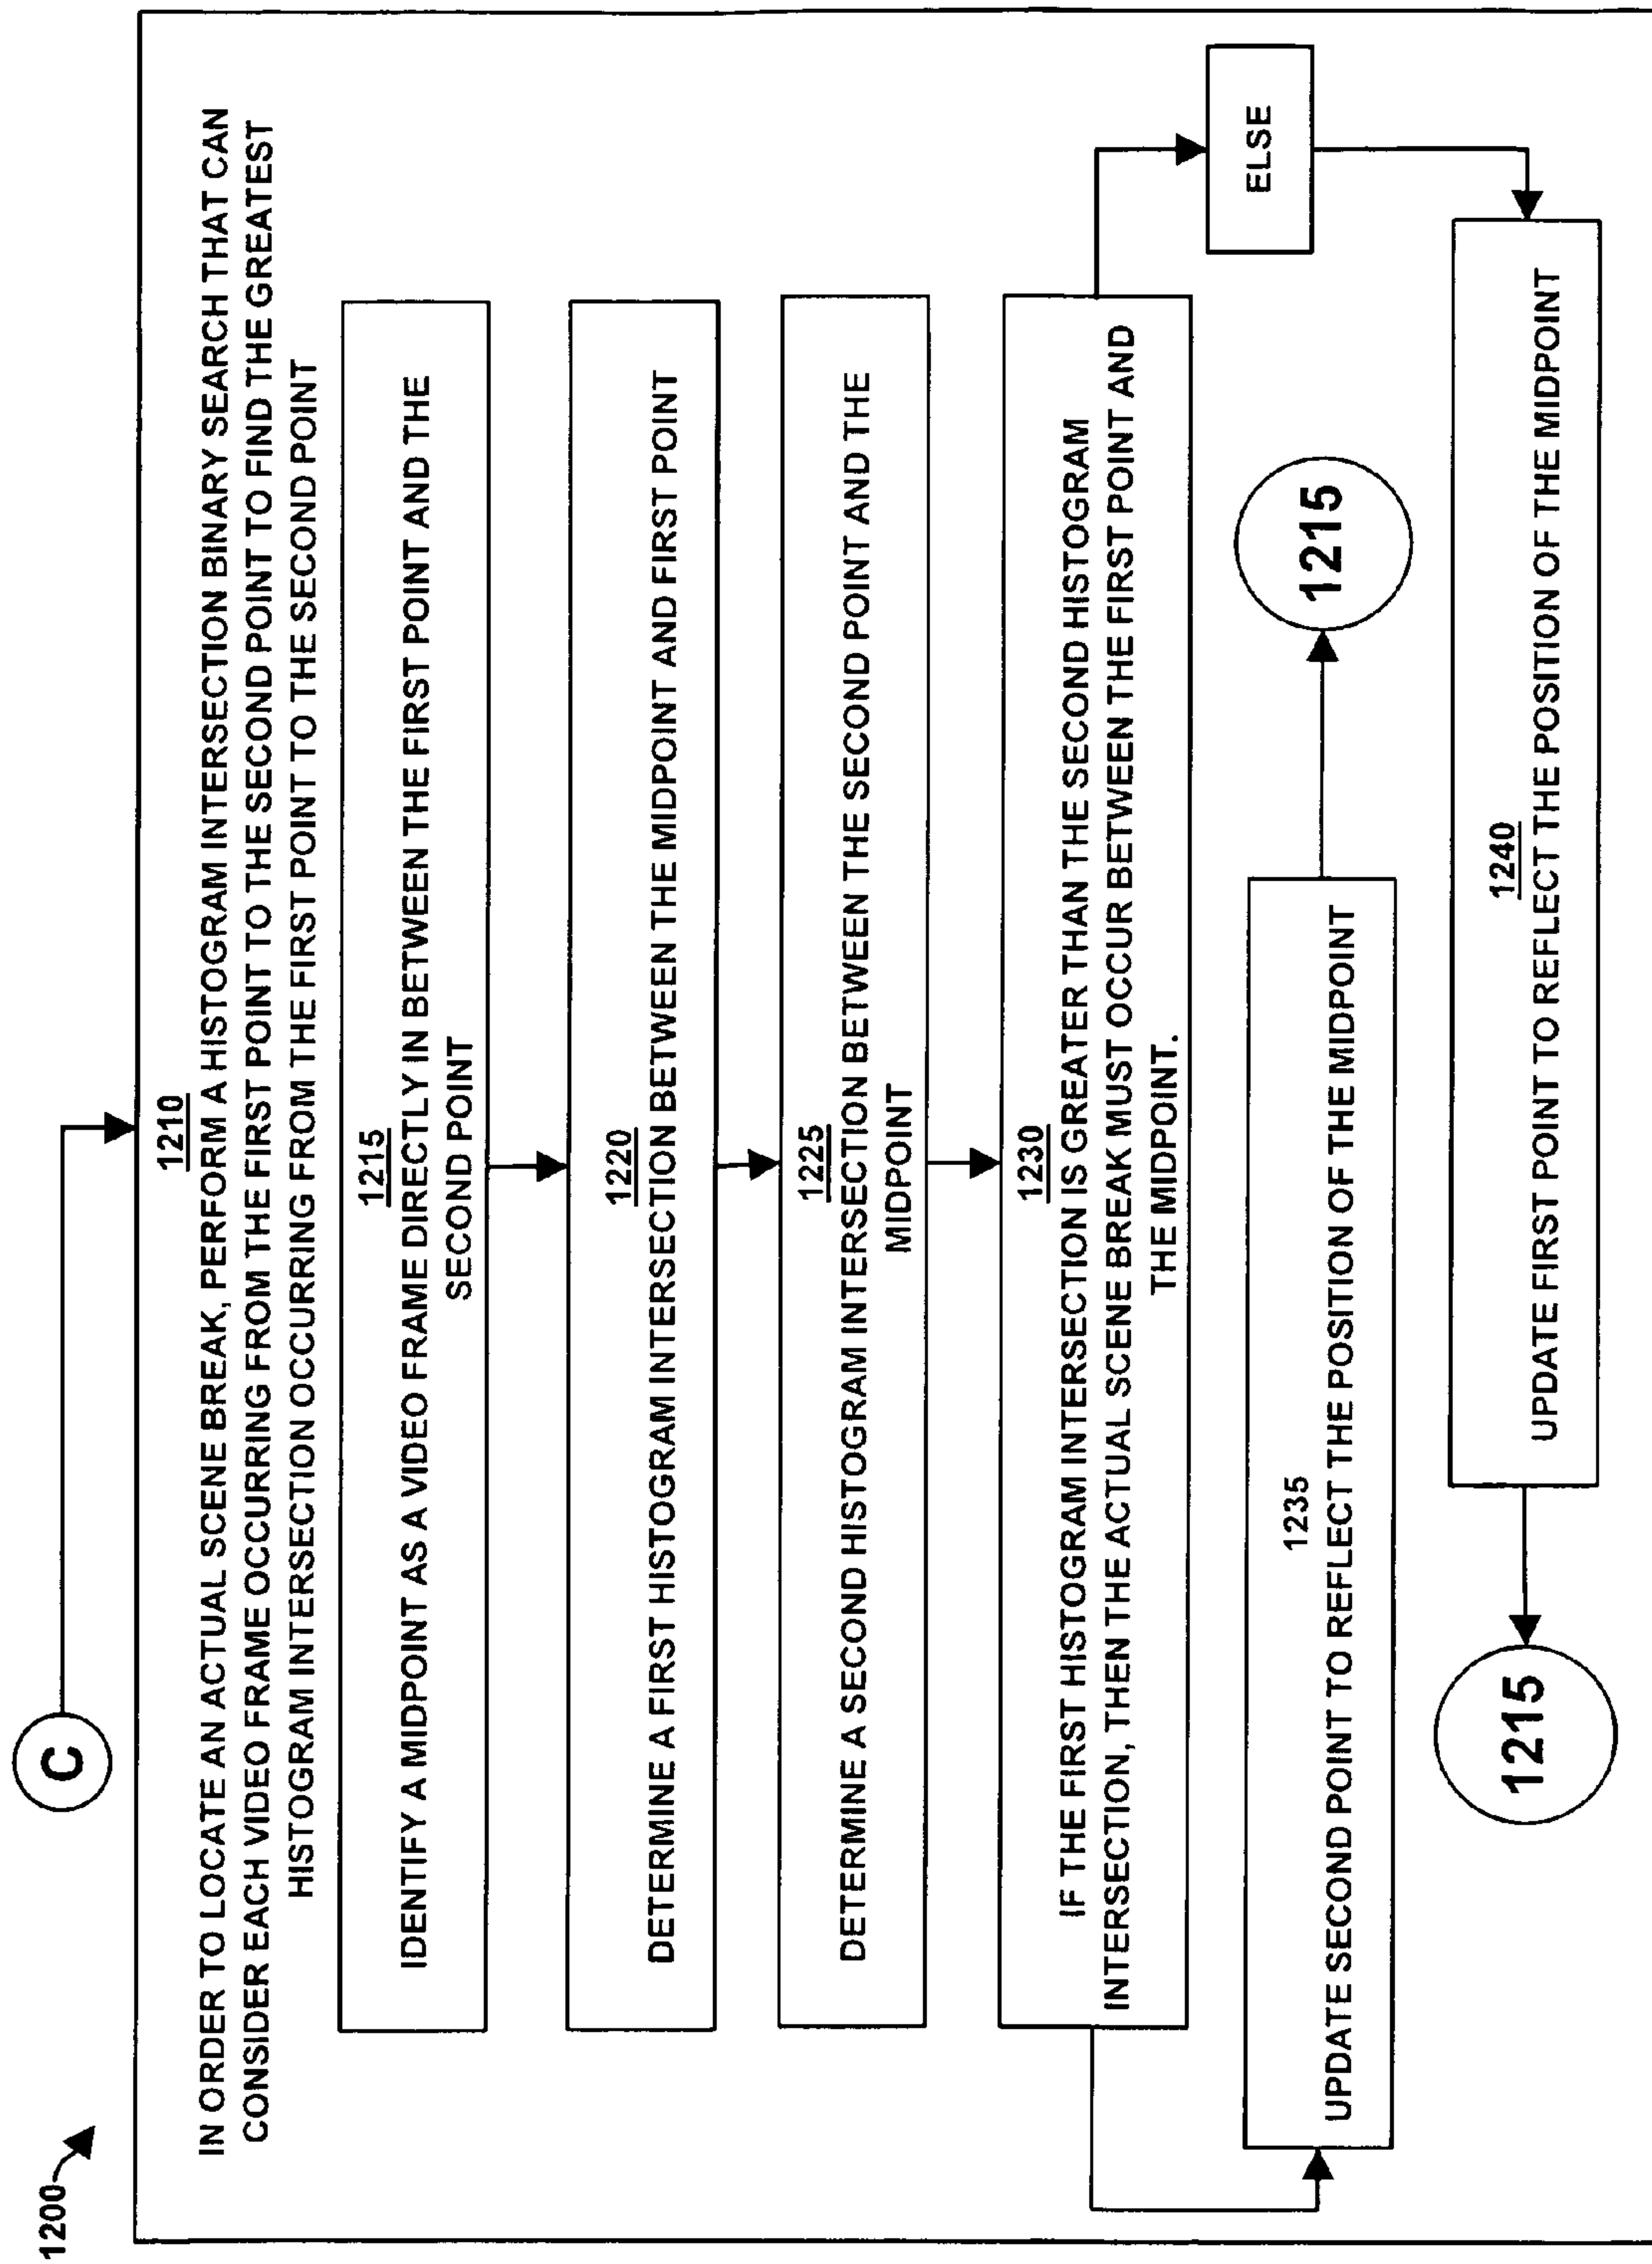 1200
C
1210
IN ORDER TO LOCATE AN ACTUAL SCENE BREAK, PERFORM A HISTOGRAM INTERSECTION BINARY SEARCH THAT CAN
CONSIDER EACH VIDEO FRAME OCCURRING FROM THE FIRST POINT TO THE SECOND POINT TO FIND THE GREATEST
HISTOGRAM INTERSECTION OCCURRING FROM THE FIRST POINT TO THE SECOND POINT
1215
IDENTIFY A MIDPOINT AS A VIDEO FRAME DIRECTLY IN BETWEEN THE FIRST POINT AND THE
SECOND POINT
1220
DETERMINE A FIRST HISTOGRAM INTERSECTION BETWEEN THE MIDPOINT AND FIRST POINT
1225
DETERMINE A SECOND HISTOGRAM INTERSECTION BETWEEN THE SECOND POINT AND THE
MIDPOINT
1230
IF THE FIRST HISTOGRAM INTERSECTION IS GREATER THAN THE SECOND HISTOGRAM
INTERSECTION, THEN THE ACTUAL SCENE BREAK MUST OCCUR BETWEEN THE FIRST POINT AND
THE MIDPOINT.
ELSE
1235
UPDATE SECOND POINT TO REFLECT THE POSITION OF THE MIDPOINT
1215
1240
UPDATE FIRST POINT TO REFLECT THE POSITION OF THE MIDPOINT
1215